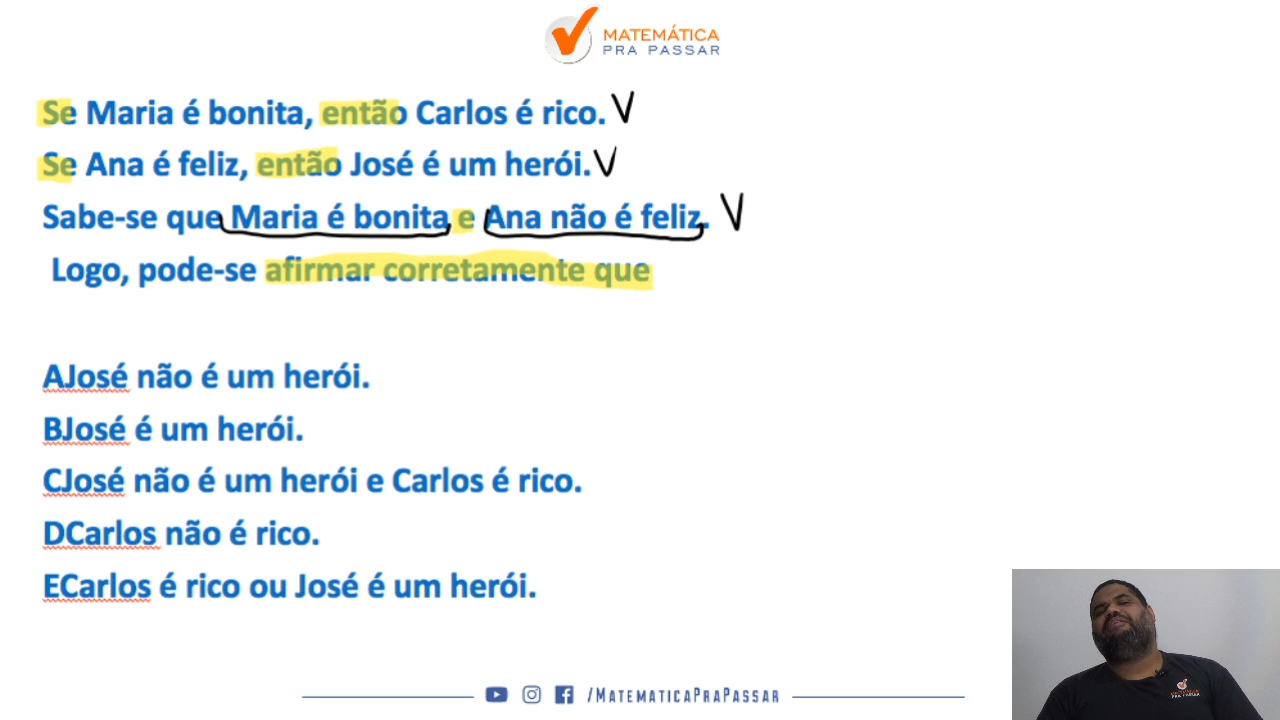 MATEMÁTICA
PRA PASSAR
Se Maria é bonita, então Carlos é rico. V
Se Ana é feliz, então José é um herói. V
Sabe-se que Maria é bonita e Ana não é feliz. V
Logo, pode-se afirmar corretamente que
AJosé não é um herói.
BJosé é um herói.
CJosé não é um herói e Carlos é rico.
DCarlos não é rico.
ECarlos é rico ou José é um herói.
/MATEMATICAPRAPASSAR